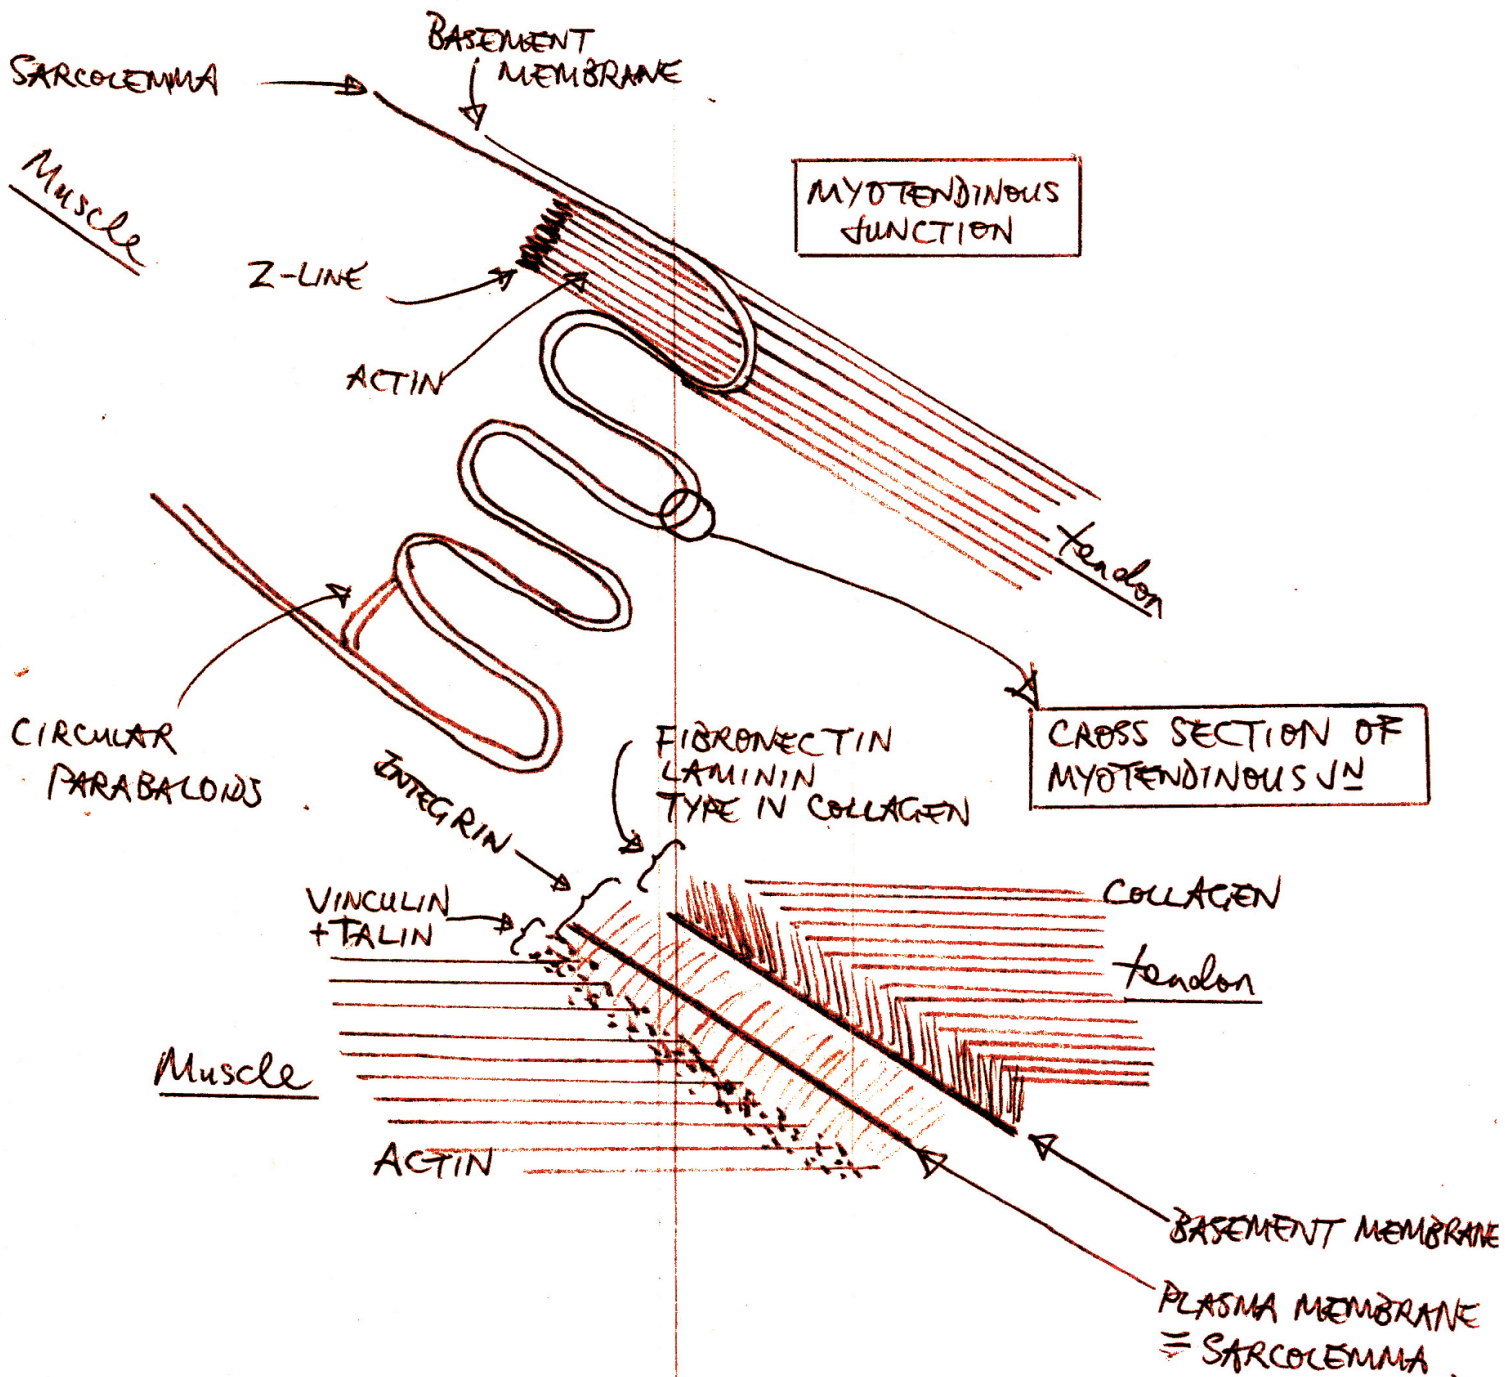 BASEMENT
MEMBRANE
SARCOLEMMA
Muscle
MYOTENDINOUS
JUNCTION
Z-LINE
ACTIN
tendon
CIRCULAR
PARABALOIDS
CROSS SECTION OF
MYOTENDINOUS JN
INTEGRIN
FIBRONECTIN
LAMININ
TYPE IV COLLAGEN
VINCULIN
+TALIN
COLLAGEN
tendon
Muscle
ACTIN
BASEMENT MEMBRANE
PLASMA MEMBRANE
= SARCOLEMMA